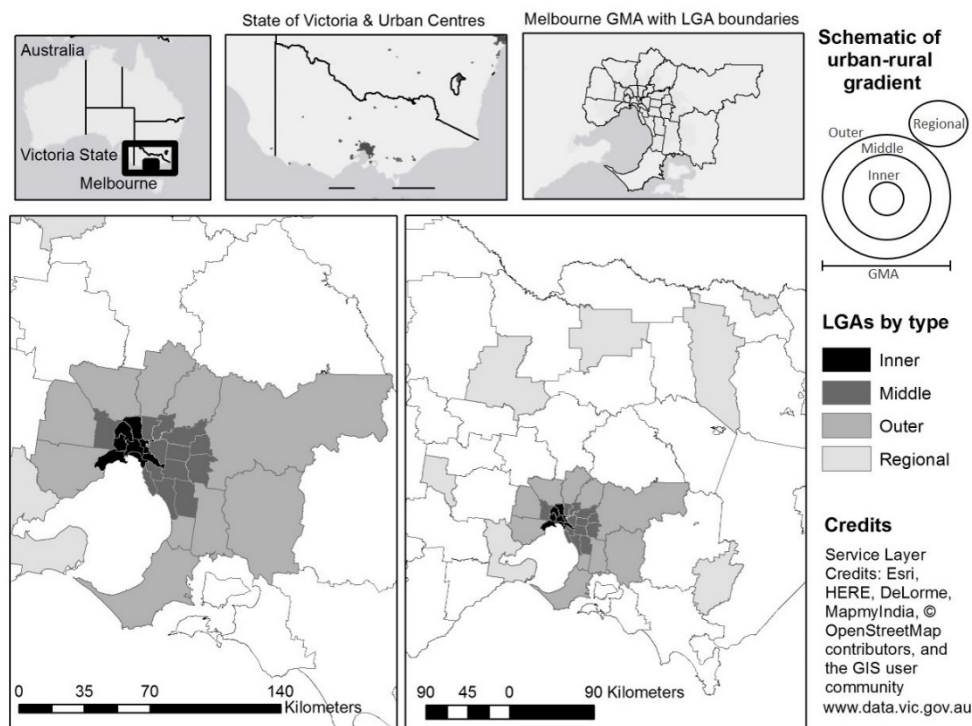 Australia
Victoria State
Melbourne
State of Victoria & Urban Centres
Melbourne GMA with LGA boundaries
Schematic of
urban-rural
gradient
Regional
Outer
Middle
Inner
GMA
LGAs by type
Inner
Middle
Outer
Regional
Credits
Service Layer
Credits: Esri,
HERE, DeLorme,
MapmyIndia, ©
OpenStreetMap
contributors, and
the GIS user
community
www.data.vic.gov.au
0 35 70 140
Kilometers
90 45 0 90 Kilometers